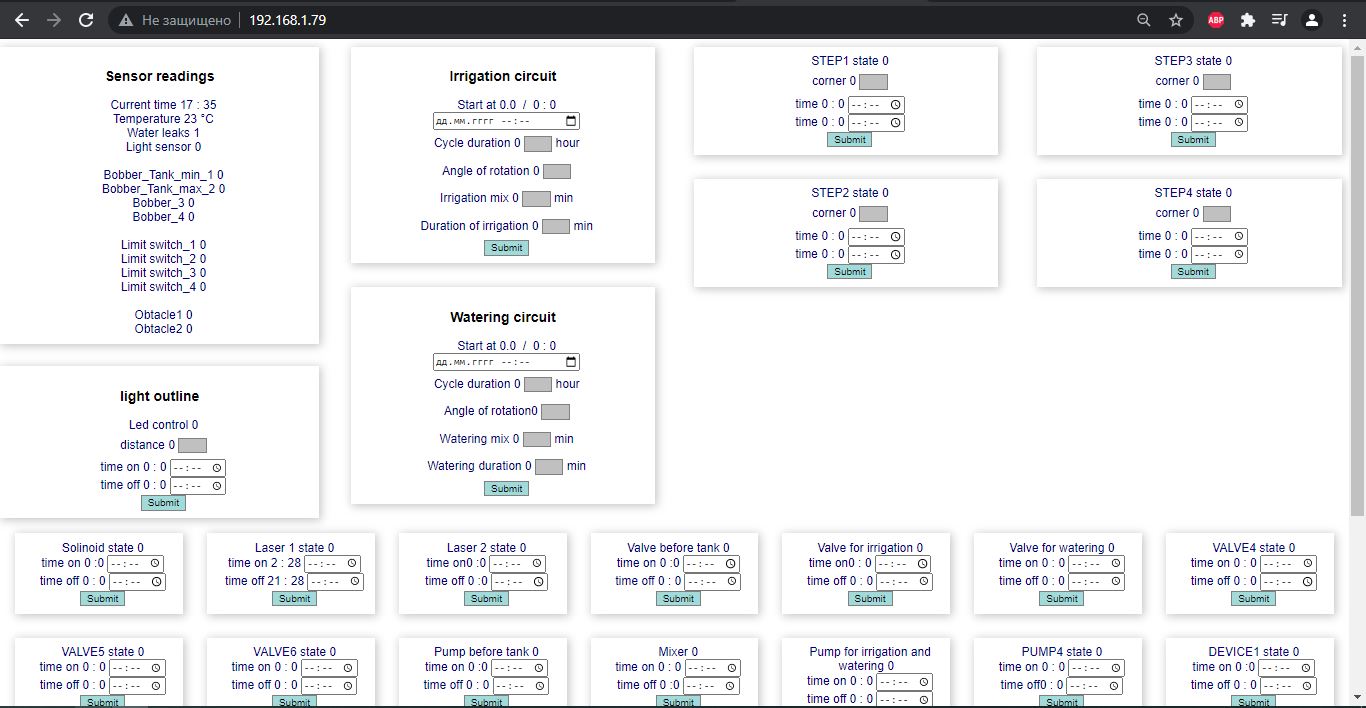 Не защищено
192.168.1.79
ABP
Sensor readings
Current time 17 : 35
Temperature 23 °C
Water leaks 1
Light sensor 0
Bobber_Tank_min_1 0
Bobber_Tank_max_2 0
Bobber_3 0
Bobber_4 0
Limit switch_1 0
Limit switch_2 0
Limit switch_3 0
Limit switch_4 0
Obtacle1 0
Obtacle2 0
light outline
Led control 0
distance 0
time on 0 : 0 --:--
time off 0 : 0 --:--
Submit
Irrigation circuit
Start at 0.0 / 0 : 0
дд.мм.гггг --:--
Cycle duration 0 hour
Angle of rotation 0
Irrigation mix 0 min
Duration of irrigation 0 min
Submit
Watering circuit
Start at 0.0 / 0 : 0
дд.мм.гггг --:--
Cycle duration 0 hour
Angle of rotation0
Watering mix 0 min
Watering duration 0 min
Submit
STEP1 state 0
corner 0
time 0 : 0 --:--
time 0 : 0 --:--
Submit
STEP2 state 0
corner 0
time 0 : 0 --:--
time 0 : 0 --:--
Submit
STEP3 state 0
corner 0
time 0 : 0 --:--
time 0 : 0 --:--
Submit
STEP4 state 0
corner 0
time 0 : 0 --:--
time 0 : 0 --:--
Submit
Solinoid state 0
time on 0 :0 --:--
time off 0 : 0 --:--
Submit
Laser 1 state 0
time on 2 : 28 --:--
time off 21 : 28 --:--
Submit
Laser 2 state 0
time on0 :0 --:--
time off 0 : 0 --:--
Submit
Valve before tank 0
time on 0 :0 --:--
time off 0 : 0 --:--
Submit
Valve for irrigation 0
time on0 : 0 --:--
time off 0 : 0 --:--
Submit
Valve for watering 0
time on 0 : 0 --:--
time off 0 : 0 --:--
Submit
VALVE4 state 0
time on 0 : 0 --:--
time off 0 : 0 --:--
Submit
VALVE5 state 0
time on 0 : 0 --:--
time off 0 : 0 --:--
Submit
VALVE6 state 0
time on 0 : 0 --:--
time off 0 : 0 --:--
Submit
Pump before tank 0
time on 0 :0 --:--
time off 0 : 0 --:--
Submit
Mixer 0
time on 0 : 0 --:--
time off 0 : 0 --:--
Submit
Pump for irrigation and
watering 0
time on 0 : 0 --:--
time off 0 : 0 --:--
PUMP4 state 0
time on 0 : 0 --:--
time off0 : 0 --:--
Submit
DEVICE1 state 0
time on 0 :0 --:--
time off 0 : 0 --:--
Submit